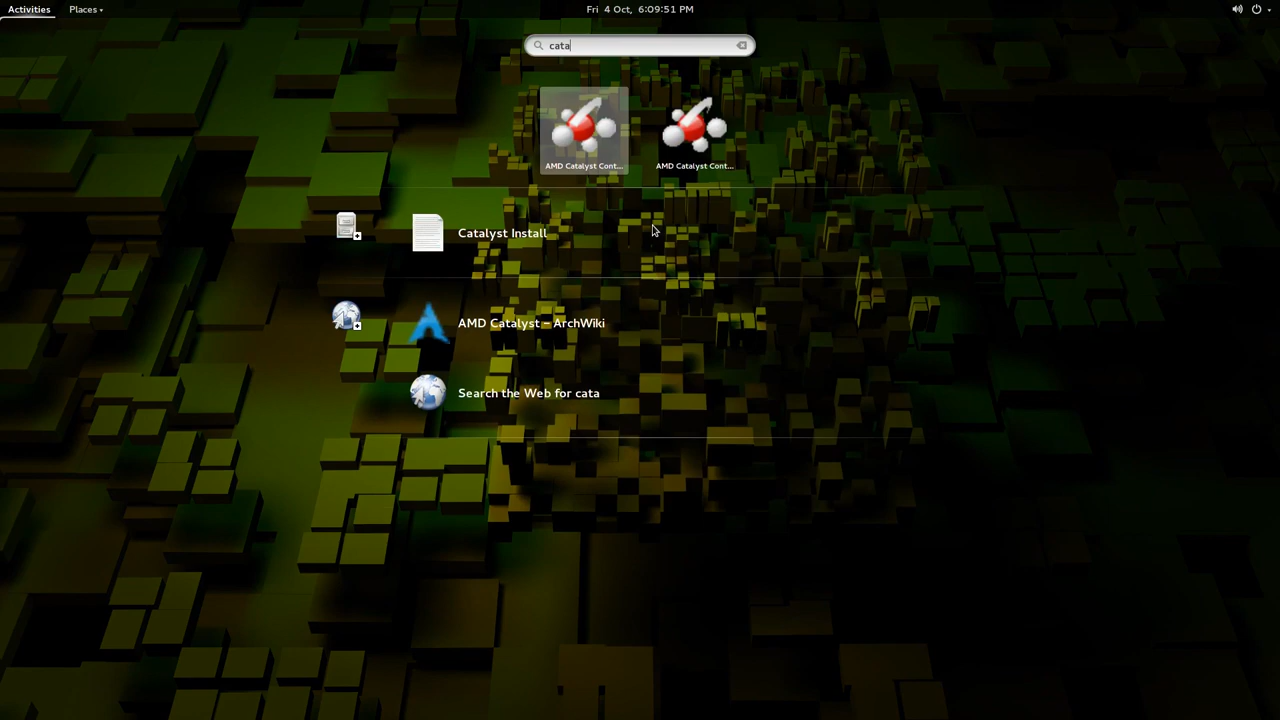 Activities Places Fri 4 Oct, 6:09:51 PM
cata
AMD Catalyst Cont... AMD Catalyst Cont...
Catalyst Install
AMD Catalyst – ArchWiki
Search the Web for cata